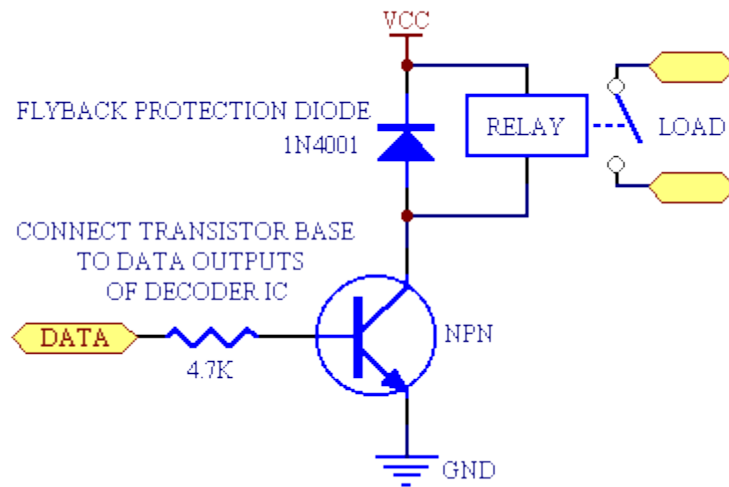 VCC
FLYBACK PROTECTION DIODE
1N4001
RELAY
LOAD
CONNECT TRANSISTOR BASE
TO DATA OUTPUTS
OF DECODER IC
DATA
4.7K
NPN
GND